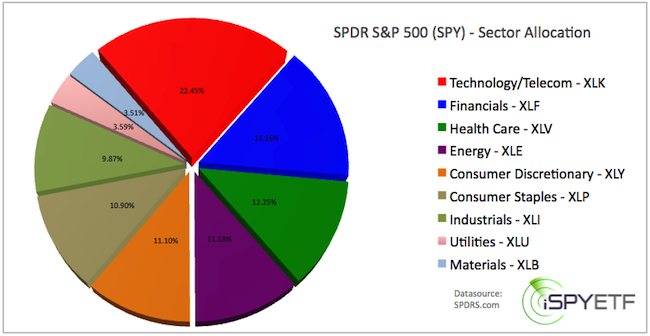 SPDR S&P 500 (SPY) - Sector Allocation
22.45%
15.16%
12.25%
11.18%
11.10%
10.90%
9.87%
3.59%
3.51%
Technology/Telecom - XLK
Financials - XLF
Health Care - XLV
Energy - XLE
Consumer Discretionary - XLY
Consumer Staples - XLP
Industrials - XLI
Utilities - XLU
Materials - XLB
Datasource:
SPDRS.com
iSPYETF